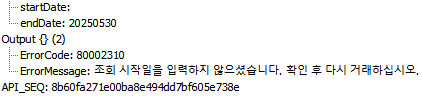 startDate:
endDate: 20250530
Output {} (2)
ErrorCode: 80002310
ErrorMessage: 조회 시작일을 입력하지 않으셨습니다. 확인 후 다시 거래하십시오.
API_SEQ: 8b60fa271e00ba8e494dd7bf605e738e